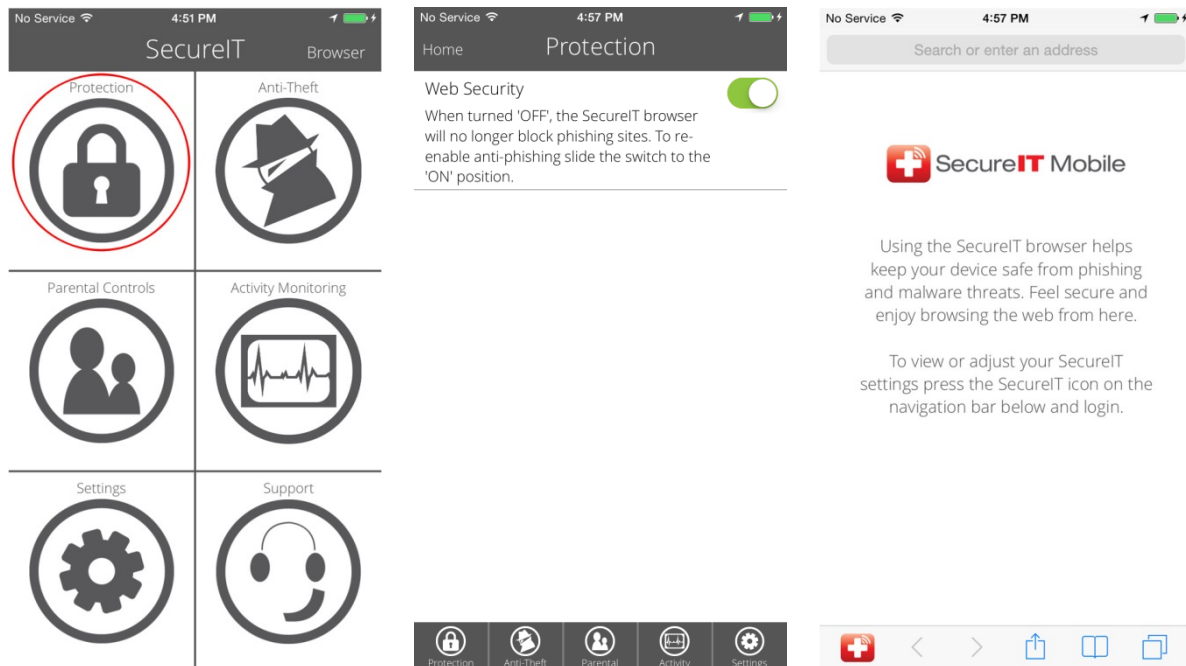 No Service 4:51 PM
SecureIT Browser
Protection Anti-Theft
Parental Controls Activity Monitoring
Settings Support
No Service 4:57 PM
Home Protection
Web Security
When turned 'OFF', the SecureIT browser
will no longer block phishing sites. To re-
enable anti-phishing slide the switch to the
'ON' position.
Protection Anti-Theft Parental Activity Settings
No Service 4:57 PM
Search or enter an address
SecureIT Mobile
Using the SecureIT browser helps
keep your device safe from phishing
and malware threats. Feel secure and
enjoy browsing the web from here.
To view or adjust your SecureIT
settings press the SecureIT icon on the
navigation bar below and login.